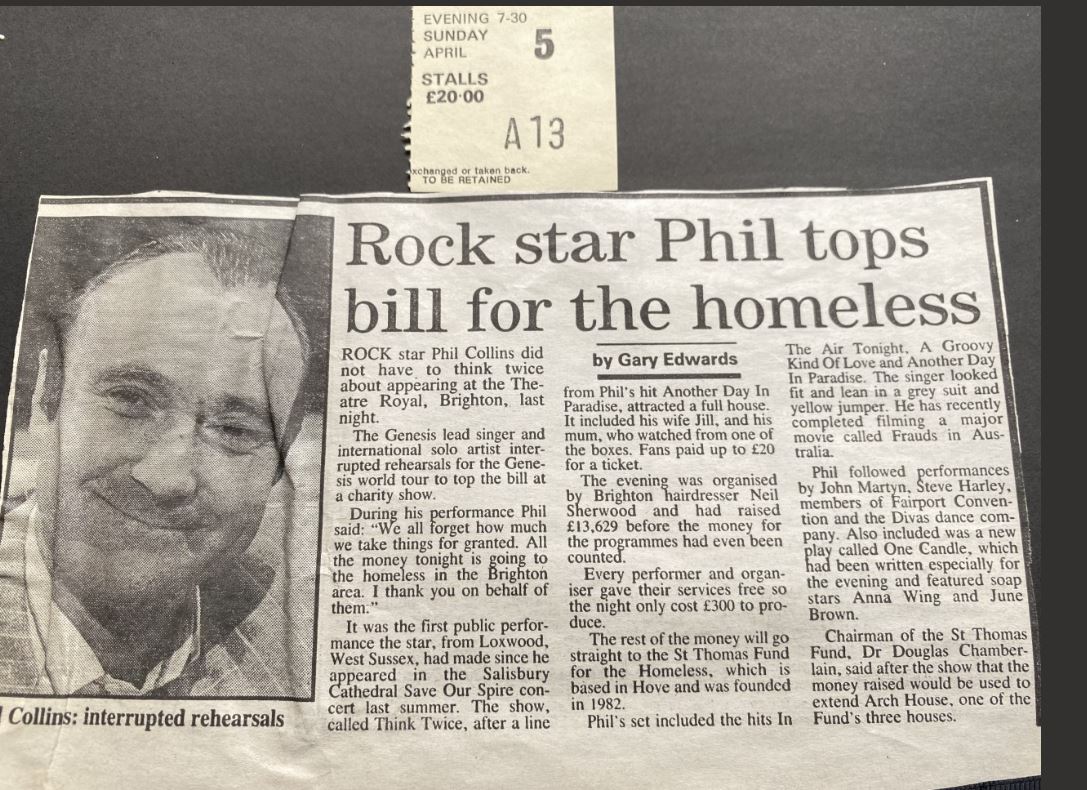 EVENING 7-30
SUNDAY 5
APRIL
STALLS
£20·00
A 13
xchanged or taken back.
TO BE RETAINED
Rock star Phil tops
bill for the homeless
ROCK star Phil Collins did
not have to think twice
about appearing at the The-
atre Royal, Brighton, last
night.
The Genesis lead singer and
international solo artist inter-
rupted rehearsals for the Gene-
sis world tour to top the bill at
a charity show.
During his performance Phil
said: “We all forget how much
we take things for granted. All
the money tonight is going to
the homeless in the Brighton
area. I thank you on behalf of
them.”
It was the first public perfor-
mance the star, from Loxwood,
West Sussex, had made since he
appeared in the Salisbury
Cathedral Save Our Spire con-
cert last summer. The show,
called Think Twice, after a line
by Gary Edwards
from Phil's hit Another Day In
Paradise, attracted a full house.
It included his wife Jill, and his
mum, who watched from one of
the boxes. Fans paid up to £20
for a ticket.
The evening was organised
by Brighton hairdresser Neil
Sherwood and had raised
£13,629 before the money for
the programmes had even been
counted.
Every performer and organ-
iser gave their services free so
the night only cost £300 to pro-
duce.
The rest of the money will go
straight to the St Thomas Fund
for the Homeless, which is
based in Hove and was founded
in 1982.
Phil's set included the hits In
The Air Tonight, A Groovy
Kind Of Love and Another Day
In Paradise. The singer looked
fit and lean in a grey suit and
yellow jumper. He has recently
completed filming a major
movie called Frauds in Aus-
tralia.
Phil followed performances
by John Martyn, Steve Harley,
members of Fairport Conven-
tion and the Divas dance com-
pany. Also included was a new
play called One Candle, which
had been written especially for
the evening and featured soap
stars Anna Wing and June
Brown.
Chairman of the St Thomas
Fund, Dr Douglas Chamber-
lain, said after the show that the
money raised would be used to
extend Arch House, one of the
Fund's three houses.
Collins: interrupted rehearsals